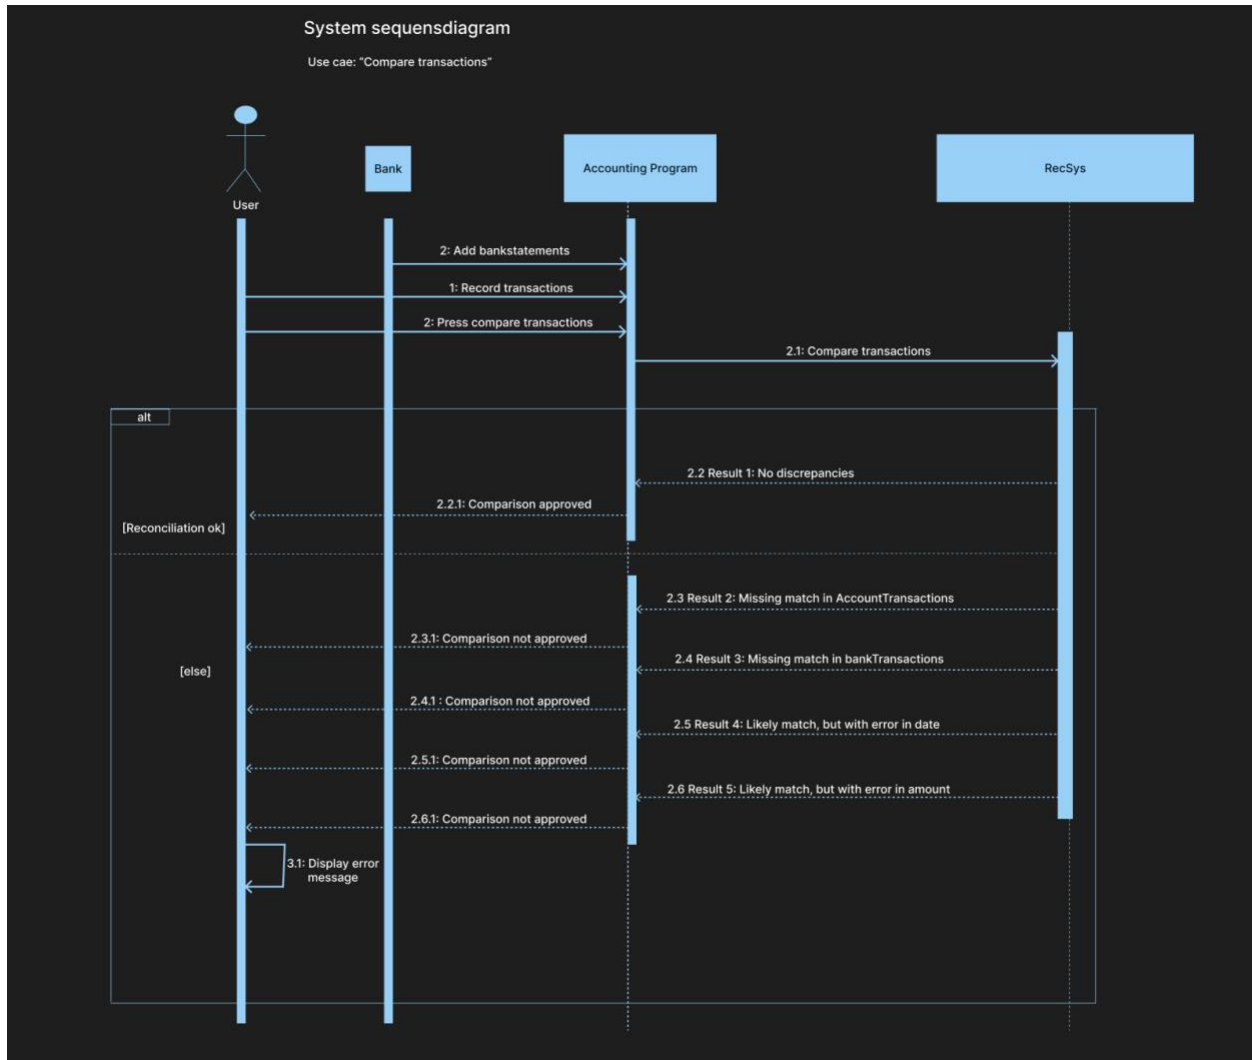 System sequensdiagram
Use cae: “Compare transactions”
User
Bank
Accounting Program
RecSys
2: Add bankstatements
1: Record transactions
2: Press compare transactions
2.1: Compare transactions
alt
2.2 Result 1: No discrepancies
2.2.1: Comparison approved
[Reconciliation ok]
2.3 Result 2: Missing match in AccountTransactions
2.3.1: Comparison not approved
2.4 Result 3: Missing match in bankTransactions
[else]
2.4.1 : Comparison not approved
2.5 Result 4: Likely match, but with error in date
2.5.1: Comparison not approved
2.6 Result 5: Likely match, but with error in amount
2.6.1: Comparison not approved
3.1: Display error
message